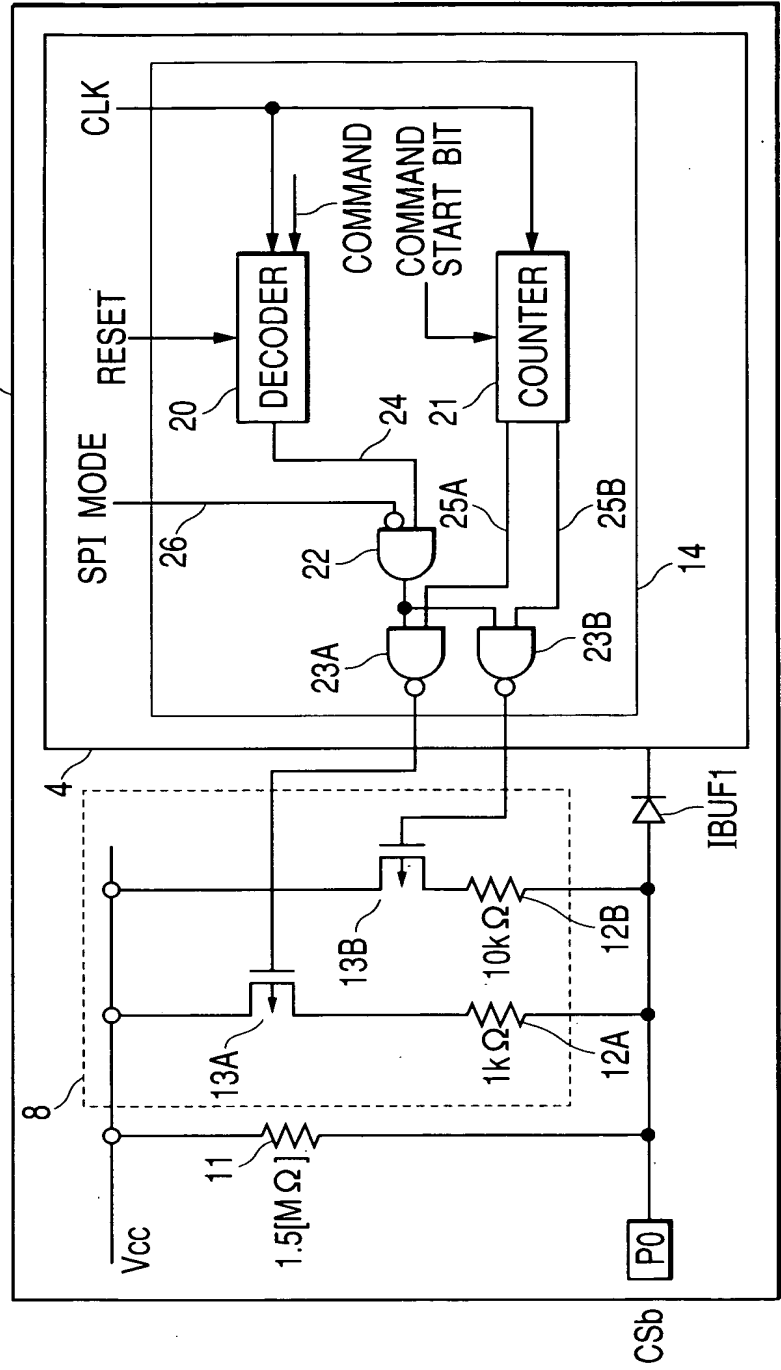 CLK
RESET
SPI MODE
COMMAND
COMMAND
START BIT
DECODER
20
COUNTER
21
24
25A
25B
26
22
23A
23B
14
4
8
Vcc
13A
13B
11
1.5[MΩ]
1kΩ
12A
10kΩ
12B
IBUF1
P0
CSb